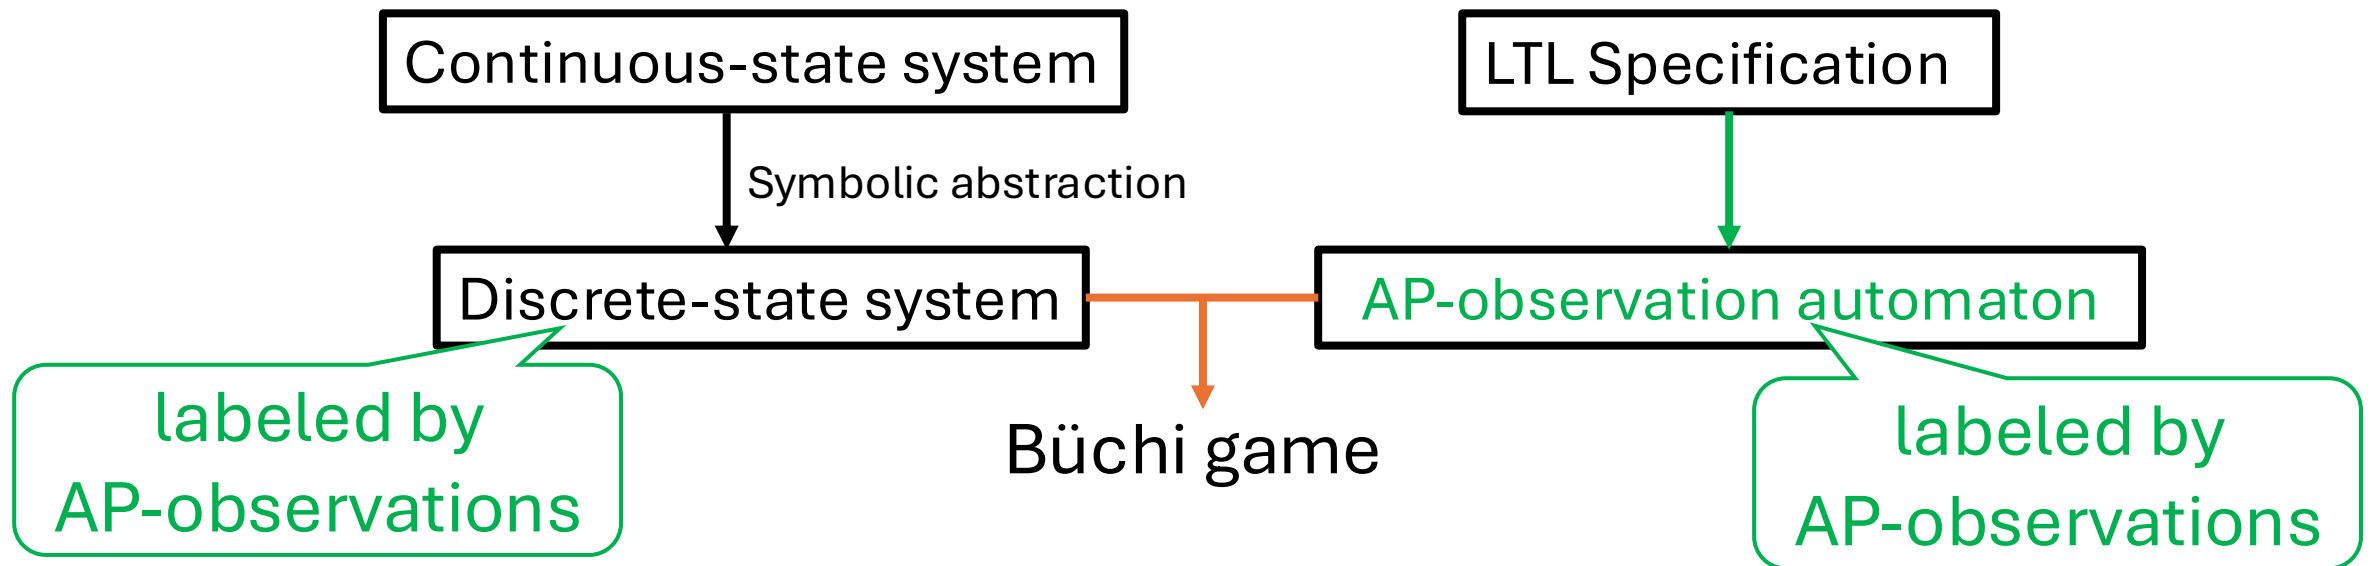 Continuous-state system
LTL Specification
Symbolic abstraction
Discrete-state system
AP-observation automaton
labeled by
AP-observations
Büchi game
labeled by
AP-observations